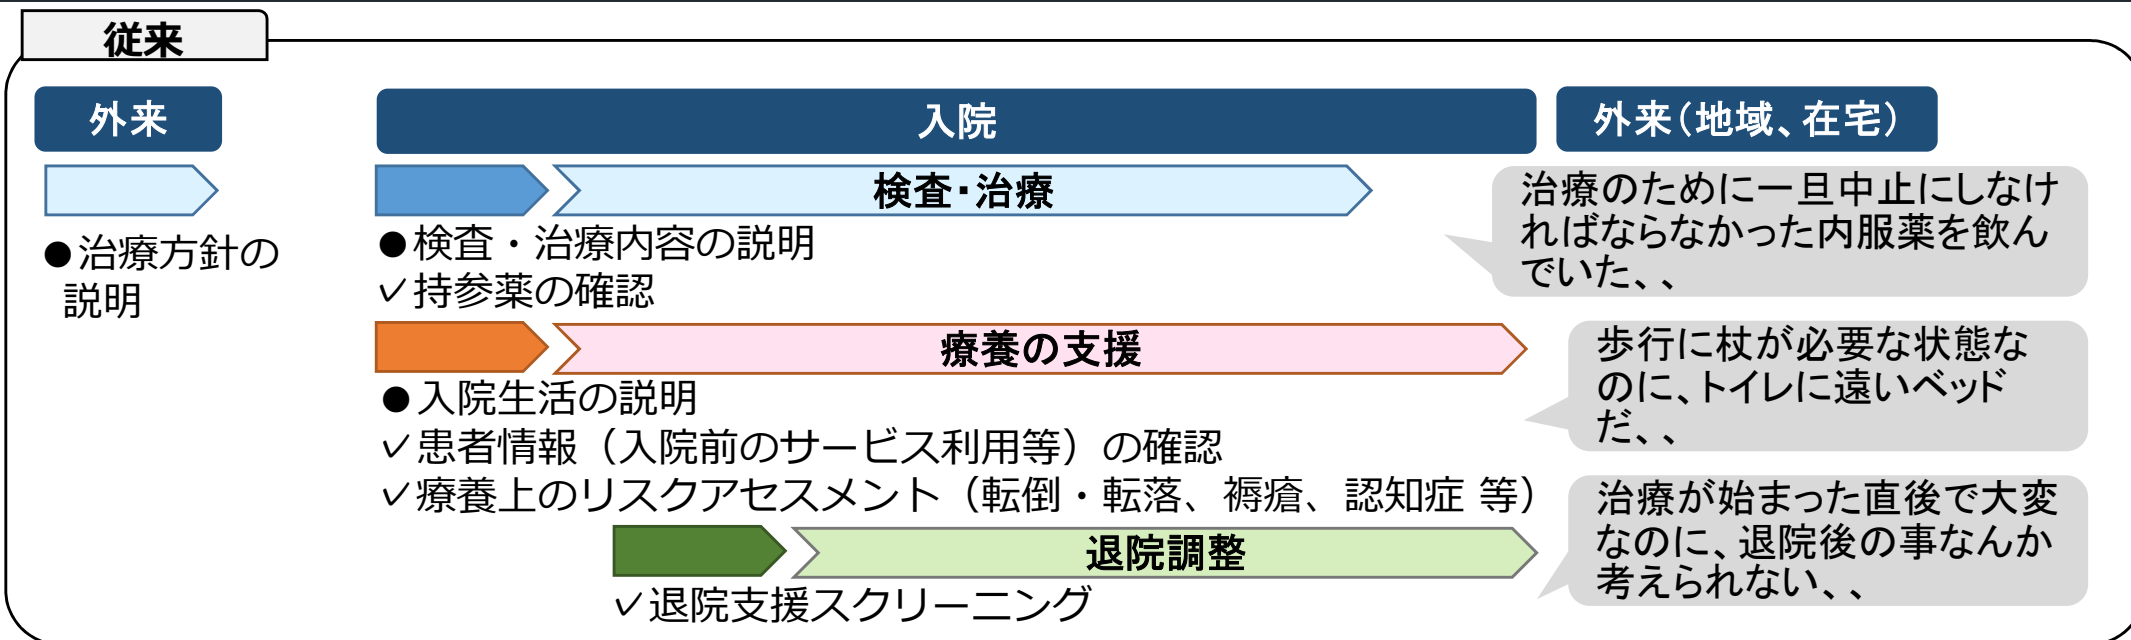 従来
外来
入院
外来（地域、在宅）
●治療方針の
説明
検査・治療
●検査・治療内容の説明
✓持参薬の確認
療養の支援
●入院生活の説明
✓患者情報（入院前のサービス利用等）の確認
✓療養上のリスクアセスメント（転倒・転落、褥瘡、認知症 等）
退院調整
✓退院支援スクリーニング
治療のために一旦中止にしなけ
ればならなかった内服薬を飲ん
でいた、、
歩行に杖が必要な状態な
のに、トイレに遠いベッド
だ、、
治療が始まった直後で大変
なのに、退院後の事なんか
考えられない、、